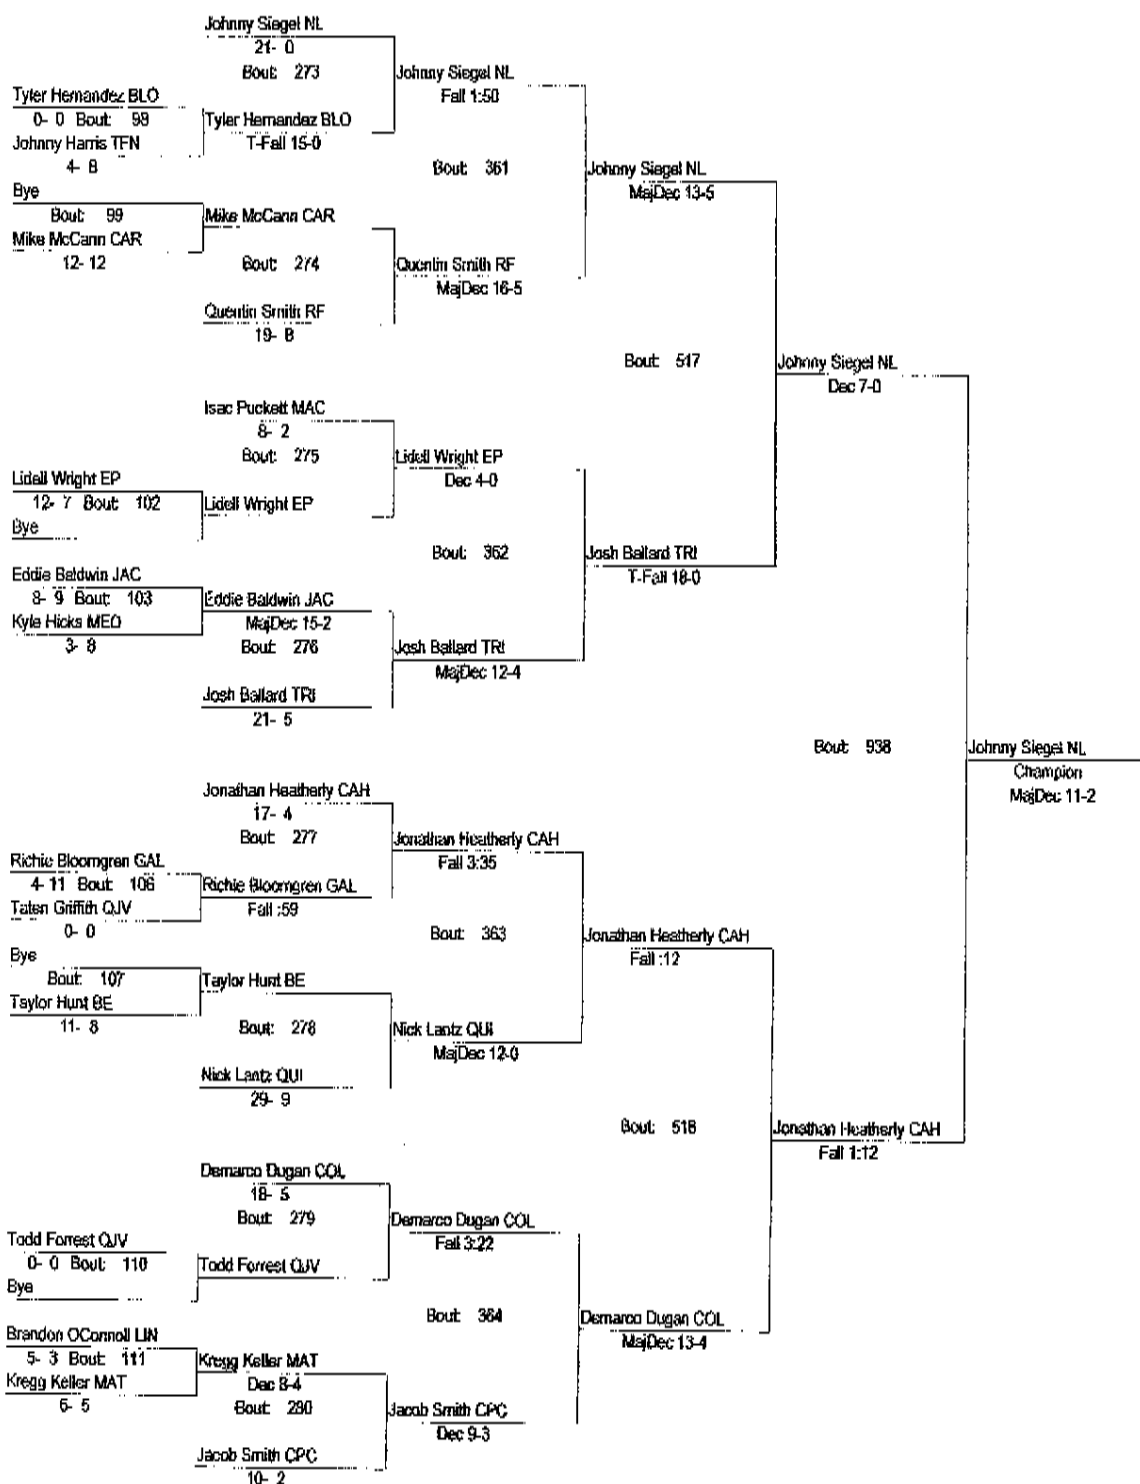 Johnny Siegel NL
21- 0
Bout: 273
Johnny Siegel NL
Fall 1:50
Tyler Hernandez BLO
0- 0 Bout: 98
Tyler Hernandez BLO
T-Fall 15-0
Johnny Harris TFN
4- 8
Bout: 361
Johnny Siegel NL
MajDec 13-5
Bye
Bout: 99
Mike McCann CAR
Mike McCann CAR
12- 12
Bout: 274
Quentin Smith RF
MajDec 16-5
Quentin Smith RF
19- 8
Bout: 517
Johnny Siegel NL
Dec 7-0
Isac Puckett MAC
8- 2
Bout: 275
Lidell Wright EP
Dec 4-0
Lidell Wright EP
12- 7 Bout: 102
Lidell Wright EP
Bye
Bout: 362
Josh Ballard TRI
T-Fall 18-0
Eddie Baldwin JAC
8- 9 Bout: 103
Eddie Baldwin JAC
MajDec 15-2
Kyle Hicks MED
3- 8
Bout: 276
Josh Ballard TRI
MajDec 12-4
Josh Ballard TRI
21- 5
Bout: 938
Johnny Siegel NL
Champion
MajDec 11-2
Jonathan Heatherly CAH
17- 4
Bout: 277
Jonathan Heatherly CAH
Fall 3:35
Richie Bloomgren GAL
4- 11 Bout: 106
Richie Bloomgren GAL
Fall :59
Taten Griffith QJV
0- 0
Bout: 363
Jonathan Heatherly CAH
Fall :12
Bye
Bout: 107
Taylor Hunt BE
Taylor Hunt BE
11- 8
Bout: 278
Nick Lantz QUI
MajDec 12-0
Nick Lantz QUI
29- 9
Bout: 518
Jonathan Heatherly CAH
Fall 1:12
Demarco Dugan COL
18- 5
Bout: 279
Demarco Dugan COL
Fall 3:22
Todd Forrest QJV
0- 0 Bout: 110
Todd Forrest QJV
Bye
Bout: 364
Demarco Dugan COL
MajDec 13-4
Brandon OConnoll LIN
5- 3 Bout: 111
Kregg Keller MAT
Dec 8-4
Kregg Keller MAT
6- 5
Bout: 280
Jacob Smith CPC
Dec 9-3
Jacob Smith CPC
10- 2